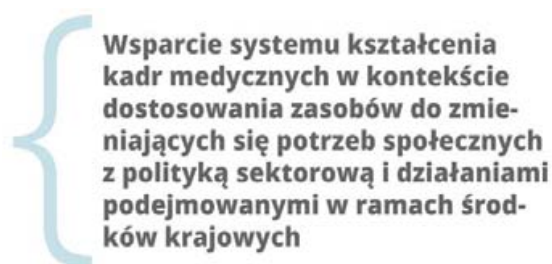 Wsparcie systemu kształcenia
kadr medycznych w kontekście
dostosowania zasobów do zmie-
niających się potrzeb społecznych
z polityką sektorową i działaniami
podejmowanymi w ramach środ-
ków krajowych